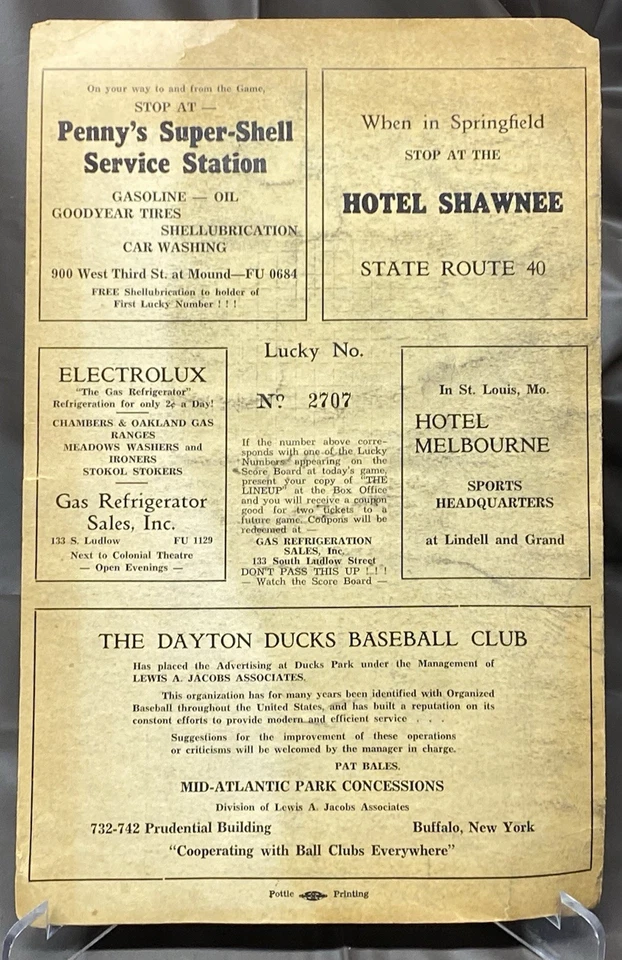 On your way to and from the Game,
STOP AT —
Penny's Super-Shell
Service Station
GASOLINE — OIL
GOODYEAR TIRES
SHELLUBRICATION
CAR WASHING
900 West Third St. at Mound—FU 0684
FREE Shellubrication to holder of
First Lucky Number ! ! !
When in Springfield
STOP AT THE
HOTEL SHAWNEE
STATE ROUTE 40
ELECTROLUX
"The Gas Refrigerator"
Refrigeration for only 2¢ a Day!
CHAMBERS & OAKLAND GAS
RANGES
MEADOWS WASHERS and
IRONERS
STOKOL STOKERS
Gas Refrigerator
Sales, Inc.
133 S. Ludlow FU 1129
Next to Colonial Theatre
— Open Evenings —
Lucky No.
Nº 2707
If the number above corre-
sponds with one of the Lucky
Numbers appearing on the
Score Board at today's game,
present your copy of "THE
LINEUP" at the Box Office
and you will receive a coupon
good for two tickets to a
future game. Coupons will be
redeemed at —
GAS REFRIGERATION
SALES, Inc.
133 South Ludlow Street
DON'T PASS THIS UP ! ! !
— Watch the Score Board —
In St. Louis, Mo.
HOTEL
MELBOURNE
SPORTS
HEADQUARTERS
at Lindell and Grand
THE DAYTON DUCKS BASEBALL CLUB
Has placed the Advertising at Ducks Park under the Management of
LEWIS A. JACOBS ASSOCIATES.
This organization has for many years been identified with Organized
Baseball throughout the United States, and has built a reputation on its
constant efforts to provide modern and efficient service . . .
Suggestions for the improvement of these operations
or criticisms will be welcomed by the manager in charge.
PAT BALES.
MID-ATLANTIC PARK CONCESSIONS
Division of Lewis A. Jacobs Associates
732-742 Prudential Building Buffalo, New York
"Cooperating with Ball Clubs Everywhere"
Pottle Printing